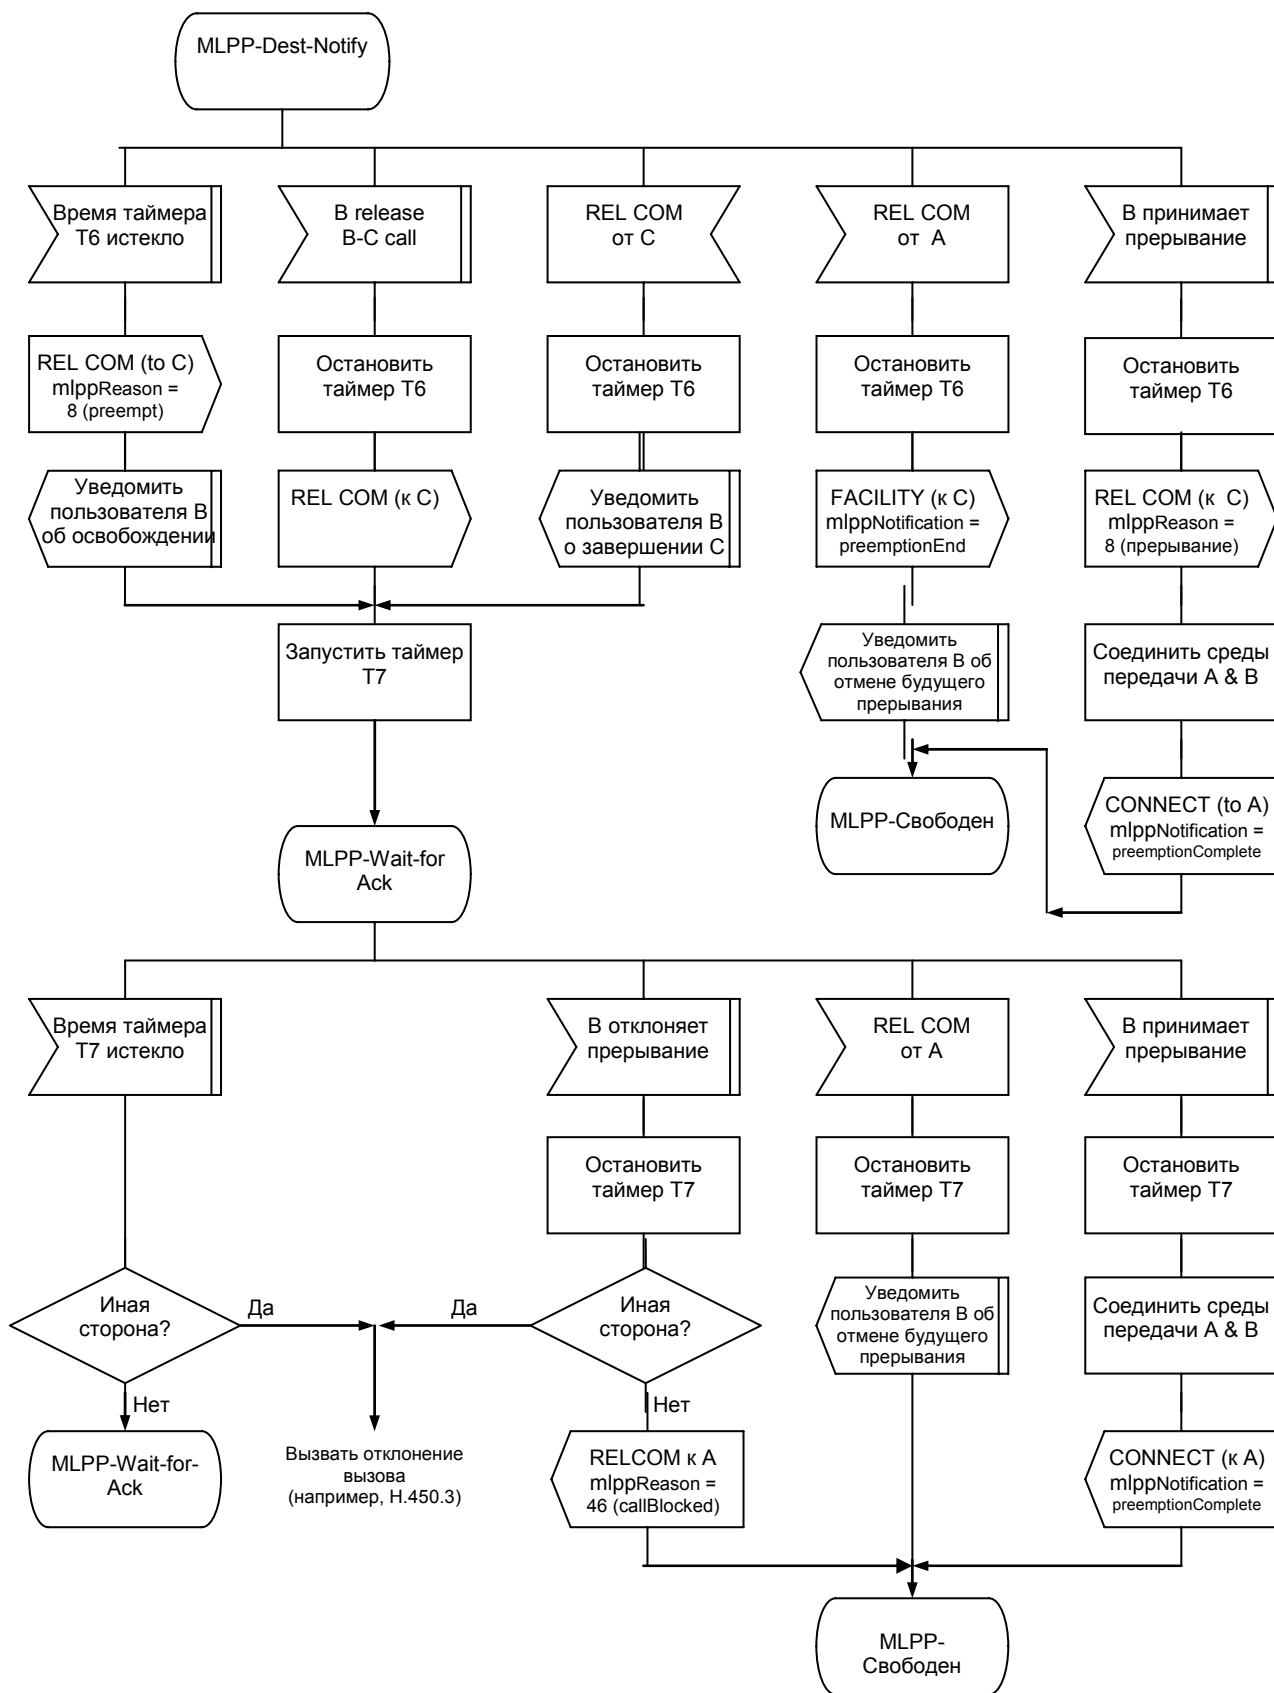 MLPP-Dest-Notify
Время таймера
T6 истекло
B release
B-C call
REL COM
от C
REL COM
от A
B принимает
прерывание
REL COM (to C)
mlppReason =
8 (preempt)
Остановить
таймер T6
Остановить
таймер T6
Остановить
таймер T6
Остановить
таймер T6
Уведомить
пользователя B
об освобождении
REL COM (к C)
Уведомить
пользователя B
о завершении C
FACILITY (к C)
mlppNotification =
preemptionEnd
REL COM (к C)
mlppReason =
8 (прерывание)
Запустить таймер
T7
Уведомить
пользователя B об
отмене будущего
прерывания
Соединить среды
передачи A & B
MLPP-Свободен
CONNECT (to A)
mlppNotification =
preemptionComplete
MLPP-Wait-for
Ack
Время таймера
T7 истекло
B отклоняет
прерывание
REL COM
от A
B принимает
прерывание
Остановить
таймер T7
Остановить
таймер T7
Остановить
таймер T7
Иная
сторона?
Да
Да
Иная
сторона?
Уведомить
пользователя B об
отмене будущего
прерывания
Соединить среды
передачи A & B
Нет
Нет
MLPP-Wait-for-
Ack
Вызвать отклонение
вызова
(например, H.450.3)
RELCOM к A
mlppReason =
46 (callBlocked)
CONNECT (к A)
mlppNotification =
preemptionComplete
MLPP-
Свободен